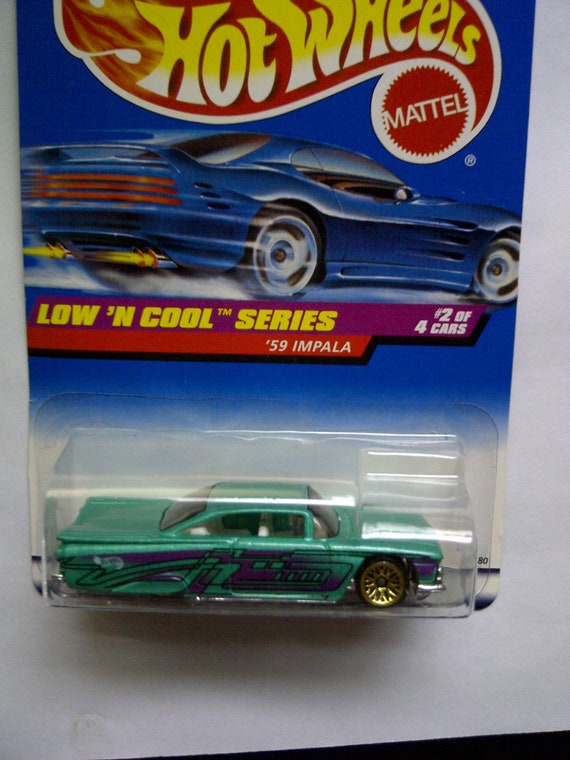 HOT WHEELS
MATTEL
®
LOW 'N COOL™ SERIES
#2 OF
4 CARS
'59 IMPALA
80